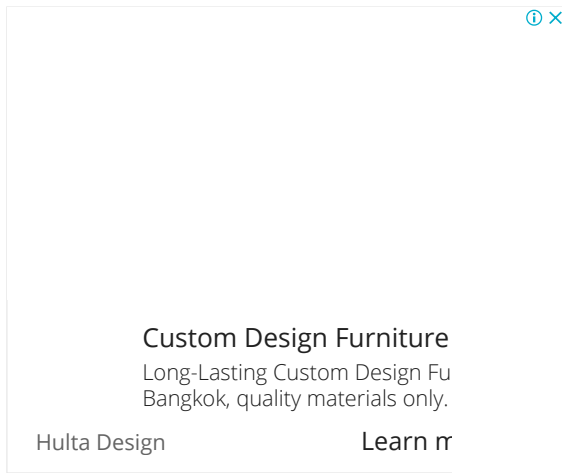 Custom Design Furniture
Long-Lasting Custom Design Fu
Bangkok, quality materials only.
Hulta Design
Learn m